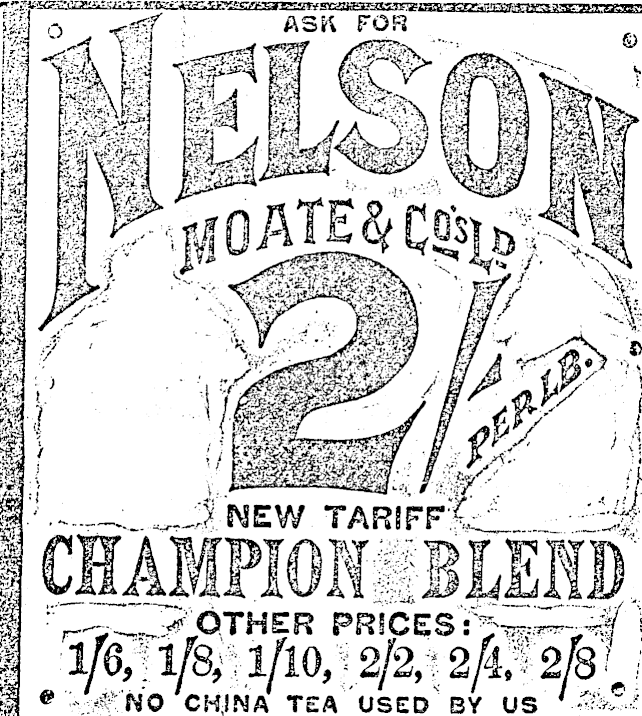 ASK FOR
NELSON
MOATE & CO'S LD
2/-
PER LB.
NEW TARIFF
CHAMPION BLEND
OTHER PRICES:
1/6, 1/8, 1/10, 2/2, 2/4, 2/8
NO CHINA TEA USED BY US